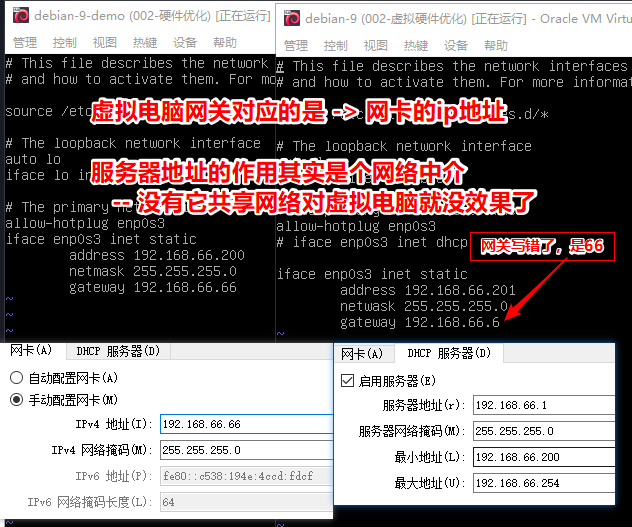 debian-9-demo (002-硬件优化) [正在运行]
管理 控制 视图 热键 设备 帮助
# This file describes the network
# and how to activate them. For mo
source /etc
# The loopback network interface
auto lo
iface lo in
# The primary ne
allow-hotplug enp0s3
iface enp0s3 inet static
address 192.168.66.200
netmask 255.255.255.0
gateway 192.168.66.66
~
~
~
debian-9 (002-虚拟硬件优化) [正在运行] - Oracle VM Virtu
管理 控制 视图 热键 设备 帮助
# This file describes the network interfaces
# and how to activate them. For more informat
s.d/*
# The loopback network interface
allow-hotplug enp0s3
# iface enp0s3 inet dhcp
iface enp0s3 inet static
address 192.168.66.201
netwask 255.255.255.0
gateway 192.168.66.6
~
虚拟电脑网关对应的是 -> 网卡的ip地址
服务器地址的作用其实是个网络中介
-- 没有它共享网络对虚拟电脑就没效果了
网关写错了，是66
网卡(A) DHCP 服务器(D)
自动配置网卡(A)
手动配置网卡(M)
IPv4 地址(I): 192.168.66.66
IPv4 网络掩码(M): 255.255.255.0
IPv6 地址(P): fe80::c538:194e:4ccd:fdcf
IPv6 网络掩码长度(L): 64
网卡(A) DHCP 服务器(D)
启用服务器(E)
服务器地址(r): 192.168.66.1
服务器网络掩码(M): 255.255.255.0
最小地址(L): 192.168.66.200
最大地址(U): 192.168.66.254